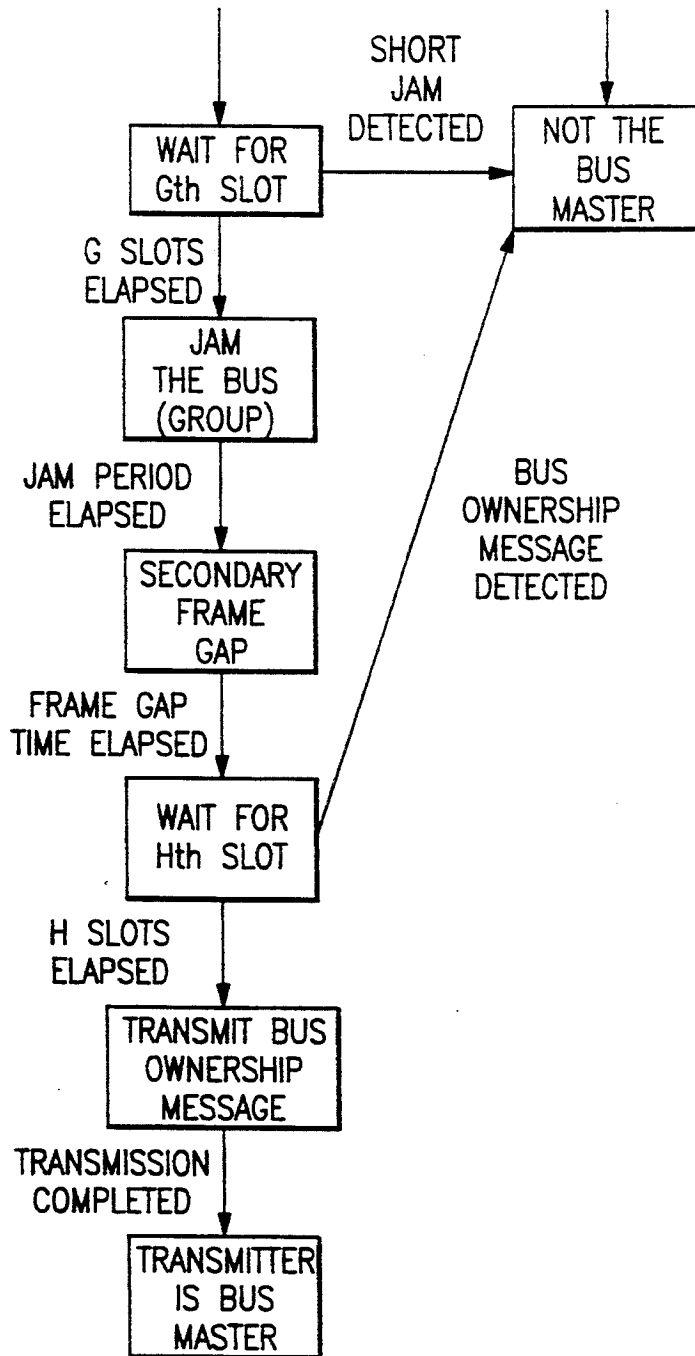 SHORT
JAM
DETECTED
WAIT FOR
Gth SLOT
NOT THE
BUS
MASTER
G SLOTS
ELAPSED
JAM
THE BUS
(GROUP)
JAM PERIOD
ELAPSED
BUS
OWNERSHIP
MESSAGE
DETECTED
SECONDARY
FRAME
GAP
FRAME GAP
TIME ELAPSED
WAIT FOR
Hth SLOT
H SLOTS
ELAPSED
TRANSMIT BUS
OWNERSHIP
MESSAGE
TRANSMISSION
COMPLETED
TRANSMITTER
IS BUS
MASTER